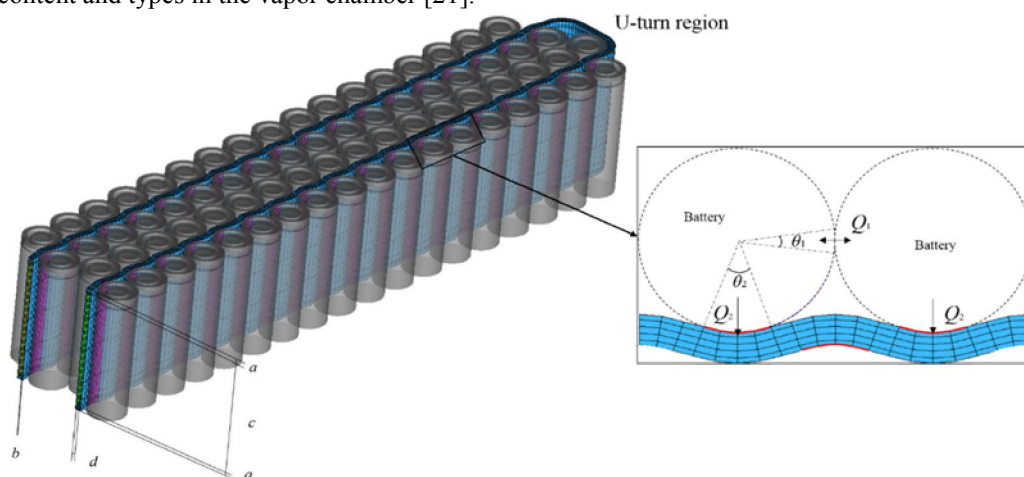 content and types in the vapor chamber [21].
U-turn region
Battery
θ1
Q1
Battery
θ2
Q2
Q2
a
c
a
b
d